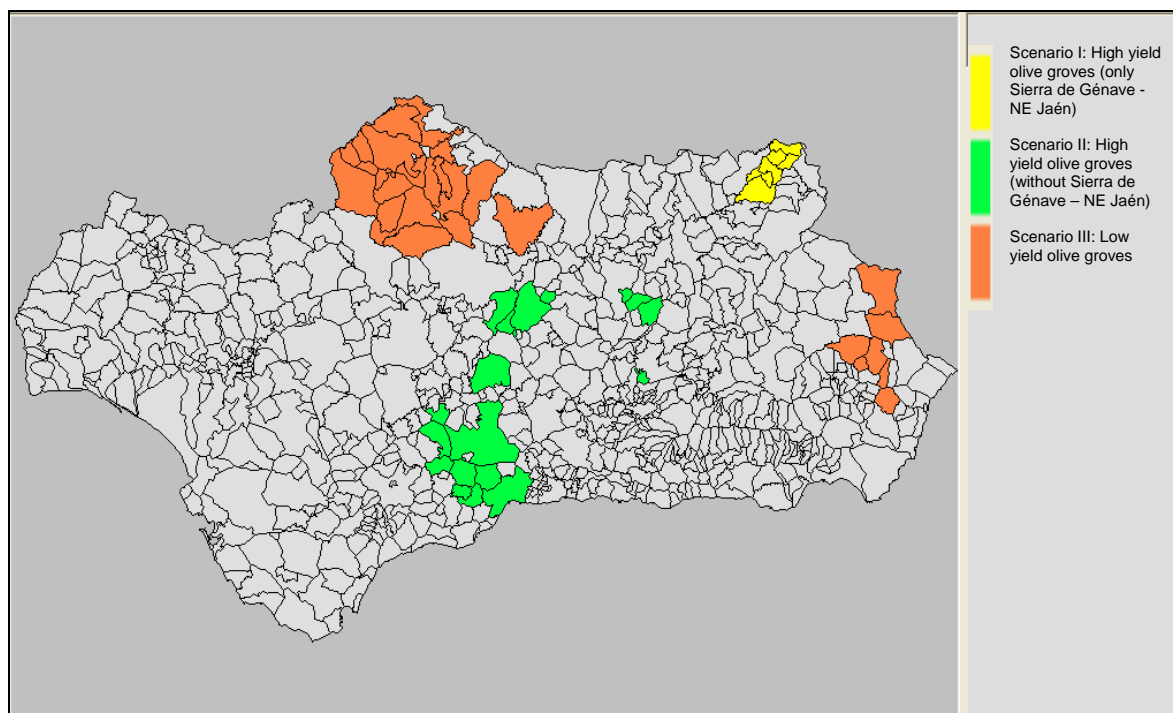 Scenario I: High yield
olive groves (only
Sierra de Génave -
NE Jaén)
Scenario II: High
yield olive groves
(without Sierra de
Génave – NE Jaén)
Scenario III: Low
yield olive groves